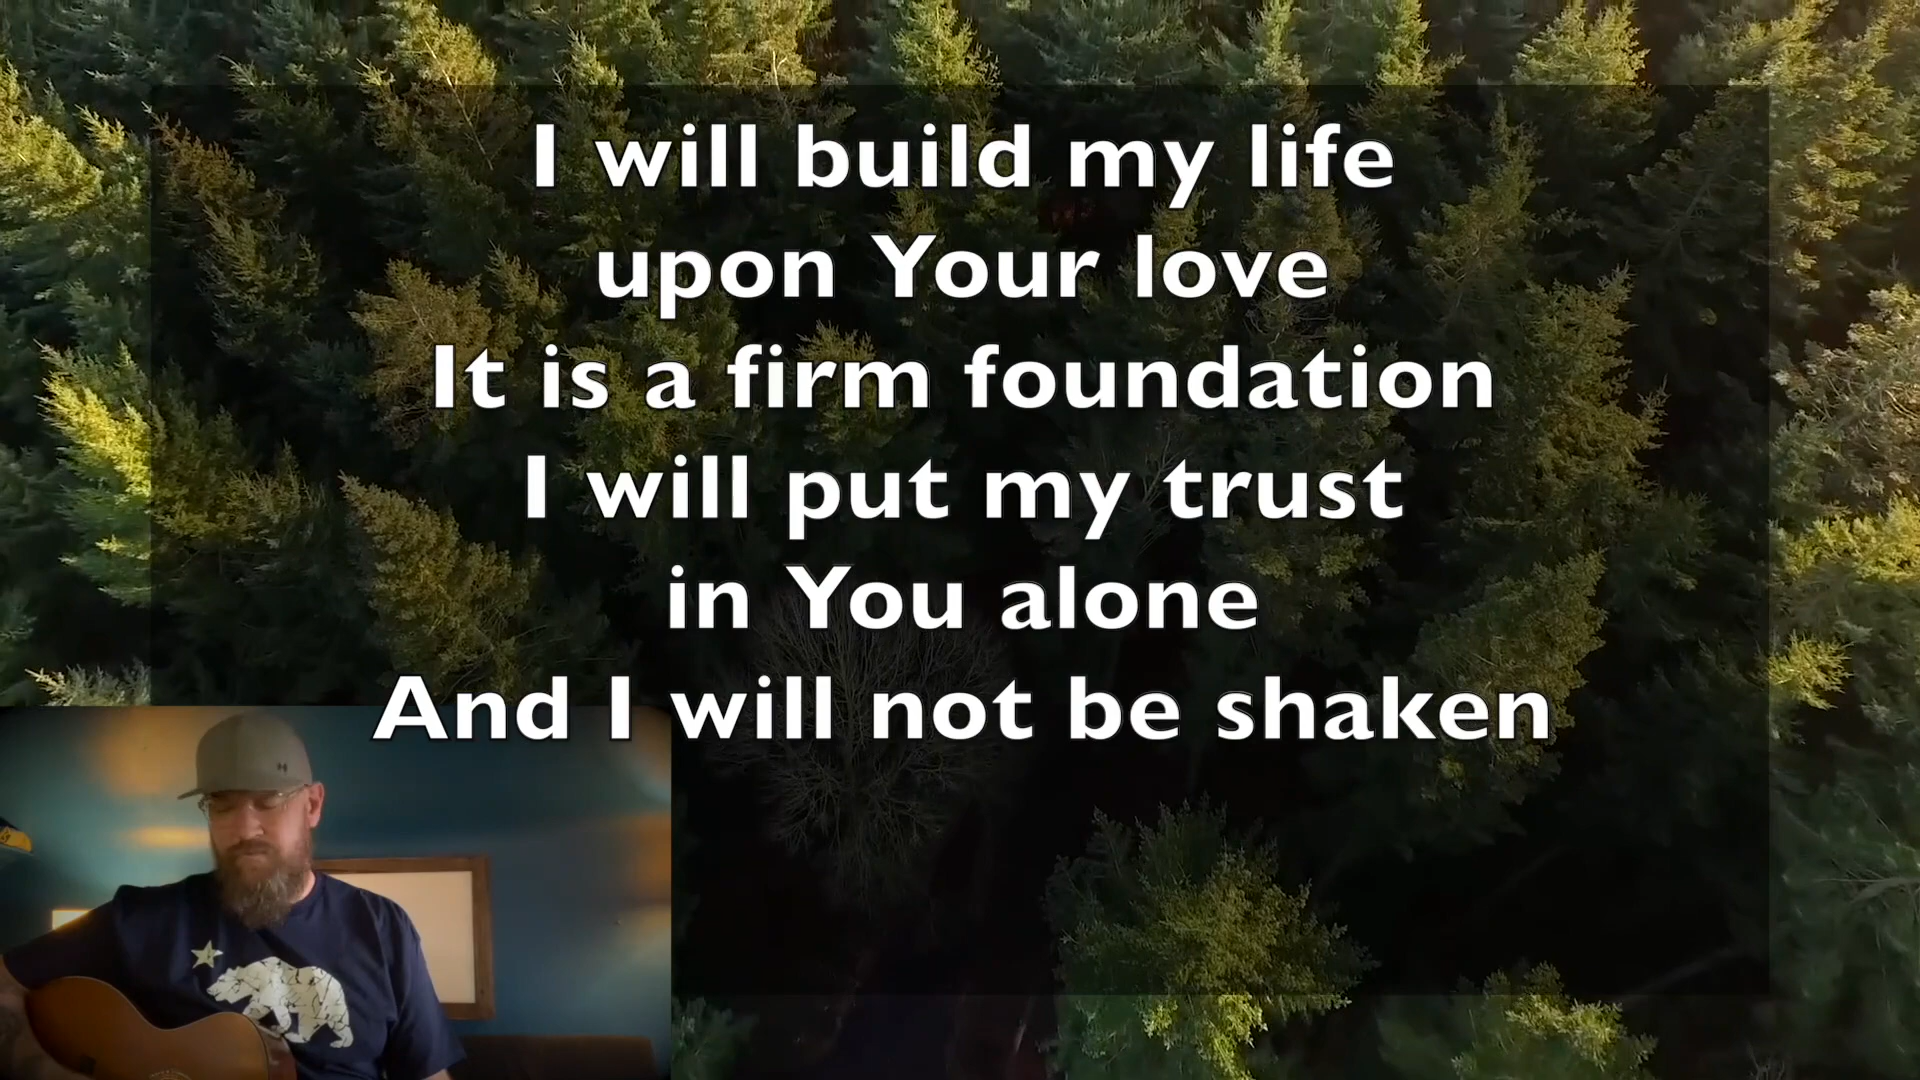 I will build my life
upon Your love
It is a firm foundation
I will put my trust
in You alone
And I will not be shaken